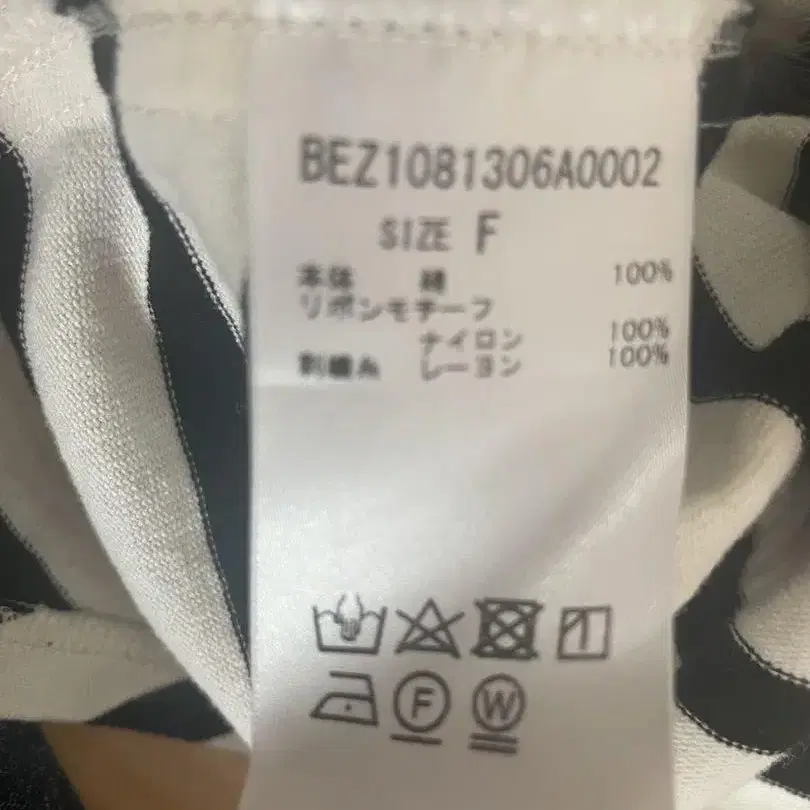 BEZ1081306A0002
SIZE F
本体 綿 100%
リボンモチーフ
ナイロン 100%
刺繍糸 レーヨン 100%
F W